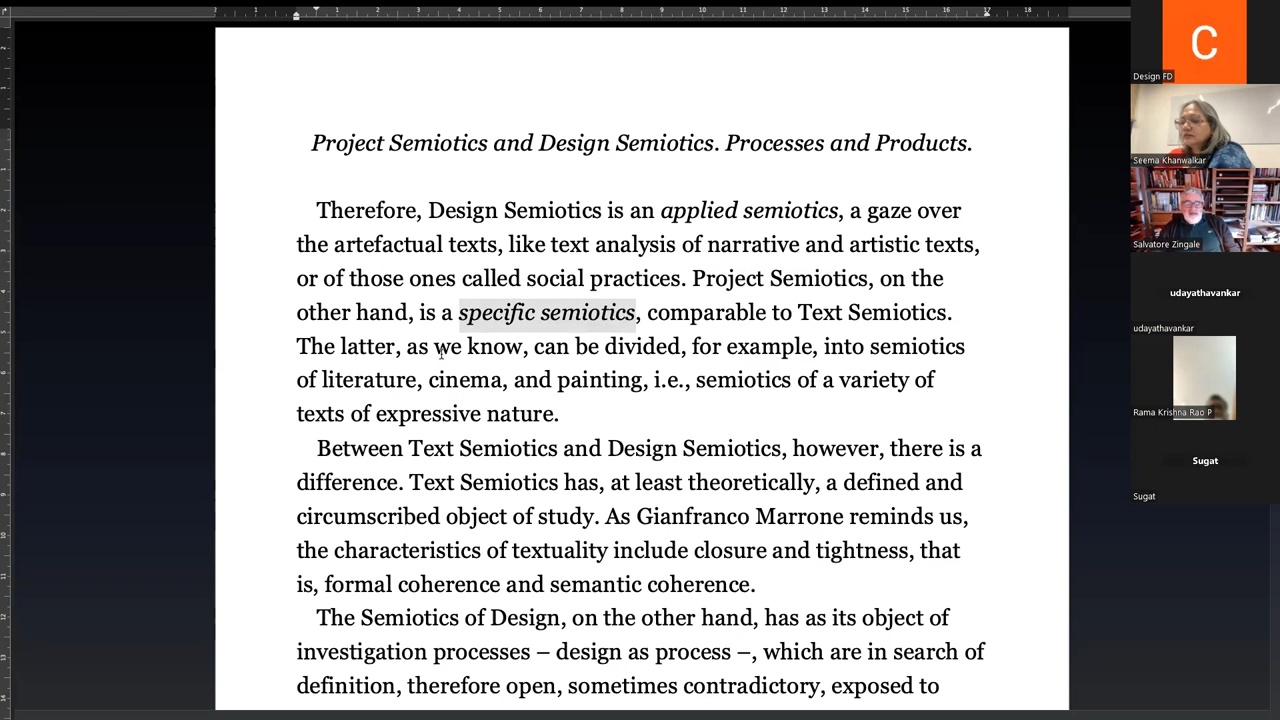 Project Semiotics and Design Semiotics. Processes and Products.
Therefore, Design Semiotics is an applied semiotics, a gaze over
the artefactual texts, like text analysis of narrative and artistic texts,
or of those ones called social practices. Project Semiotics, on the
other hand, is a specific semiotics, comparable to Text Semiotics.
The latter, as we know, can be divided, for example, into semiotics
of literature, cinema, and painting, i.e., semiotics of a variety of
texts of expressive nature.
Between Text Semiotics and Design Semiotics, however, there is a
difference. Text Semiotics has, at least theoretically, a defined and
circumscribed object of study. As Gianfranco Marrone reminds us,
the characteristics of textuality include closure and tightness, that
is, formal coherence and semantic coherence.
The Semiotics of Design, on the other hand, has as its object of
investigation processes – design as process –, which are in search of
definition, therefore open, sometimes contradictory, exposed to
C
Design FD
Seema Khanwalkar
Salvatore Zingale
udayathavankar
udayathavankar
Rama Krishna Rao P
Sugat
Sugat